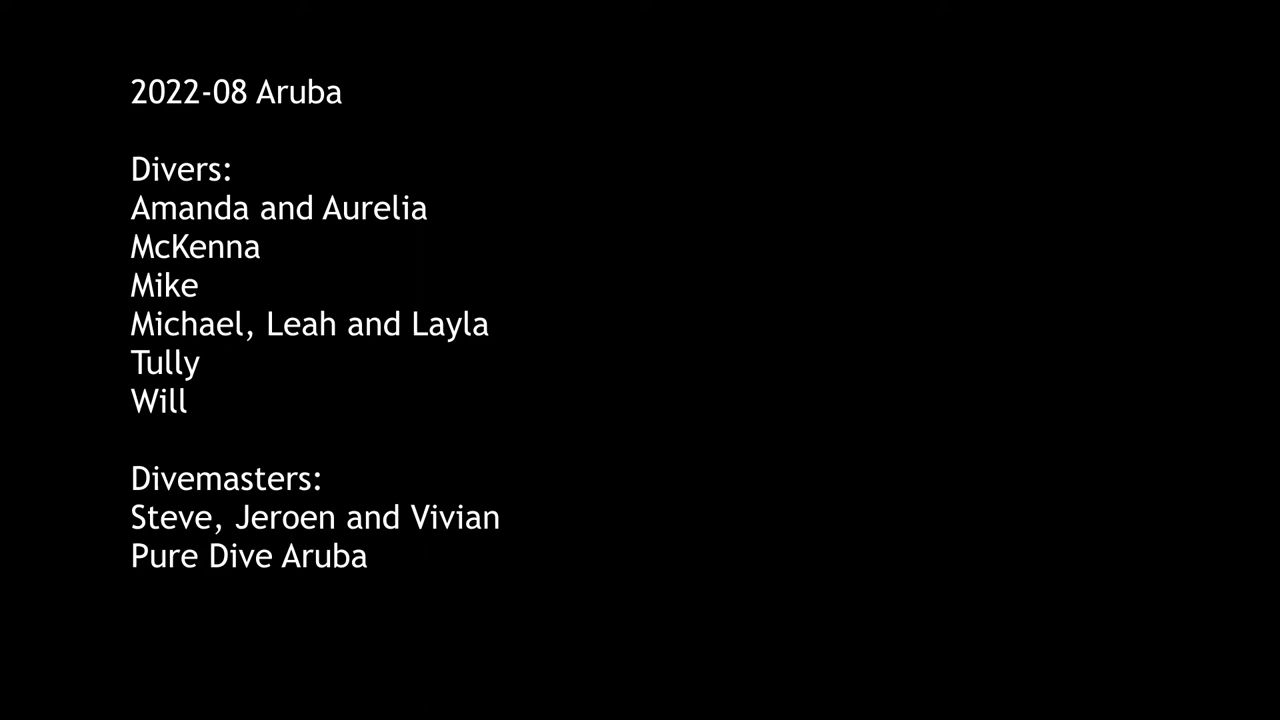 2022-08 Aruba
Divers:
Amanda and Aurelia
McKenna
Mike
Michael, Leah and Layla
Tully
Will
Divemasters:
Steve, Jeroen and Vivian
Pure Dive Aruba